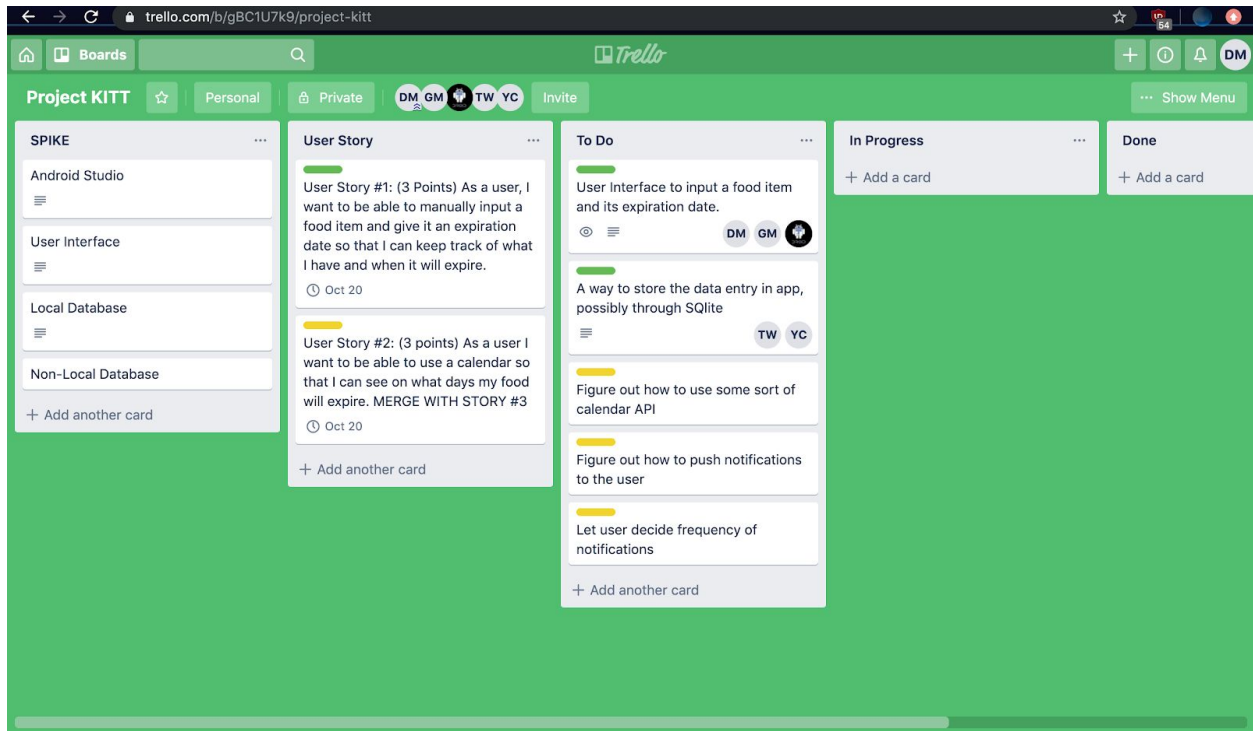 trello.com/b/gBC1U7k9/project-kitt
54
Boards
Trello
DM
Project KITT
Personal
Private
DM GM TW YC
Invite
... Show Menu
SPIKE
Android Studio
User Interface
Local Database
Non-Local Database
+ Add another card
User Story
User Story #1: (3 Points) As a user, I
want to be able to manually input a
food item and give it an expiration
date so that I can keep track of what
I have and when it will expire.
Oct 20
User Story #2: (3 points) As a user I
want to be able to use a calendar so
that I can see on what days my food
will expire. MERGE WITH STORY #3
Oct 20
+ Add another card
To Do
User Interface to input a food item
and its expiration date.
DM GM
A way to store the data entry in app,
possibly through SQlite
TW YC
Figure out how to use some sort of
calendar API
Figure out how to push notifications
to the user
Let user decide frequency of
notifications
+ Add another card
In Progress
+ Add a card
Done
+ Add a card